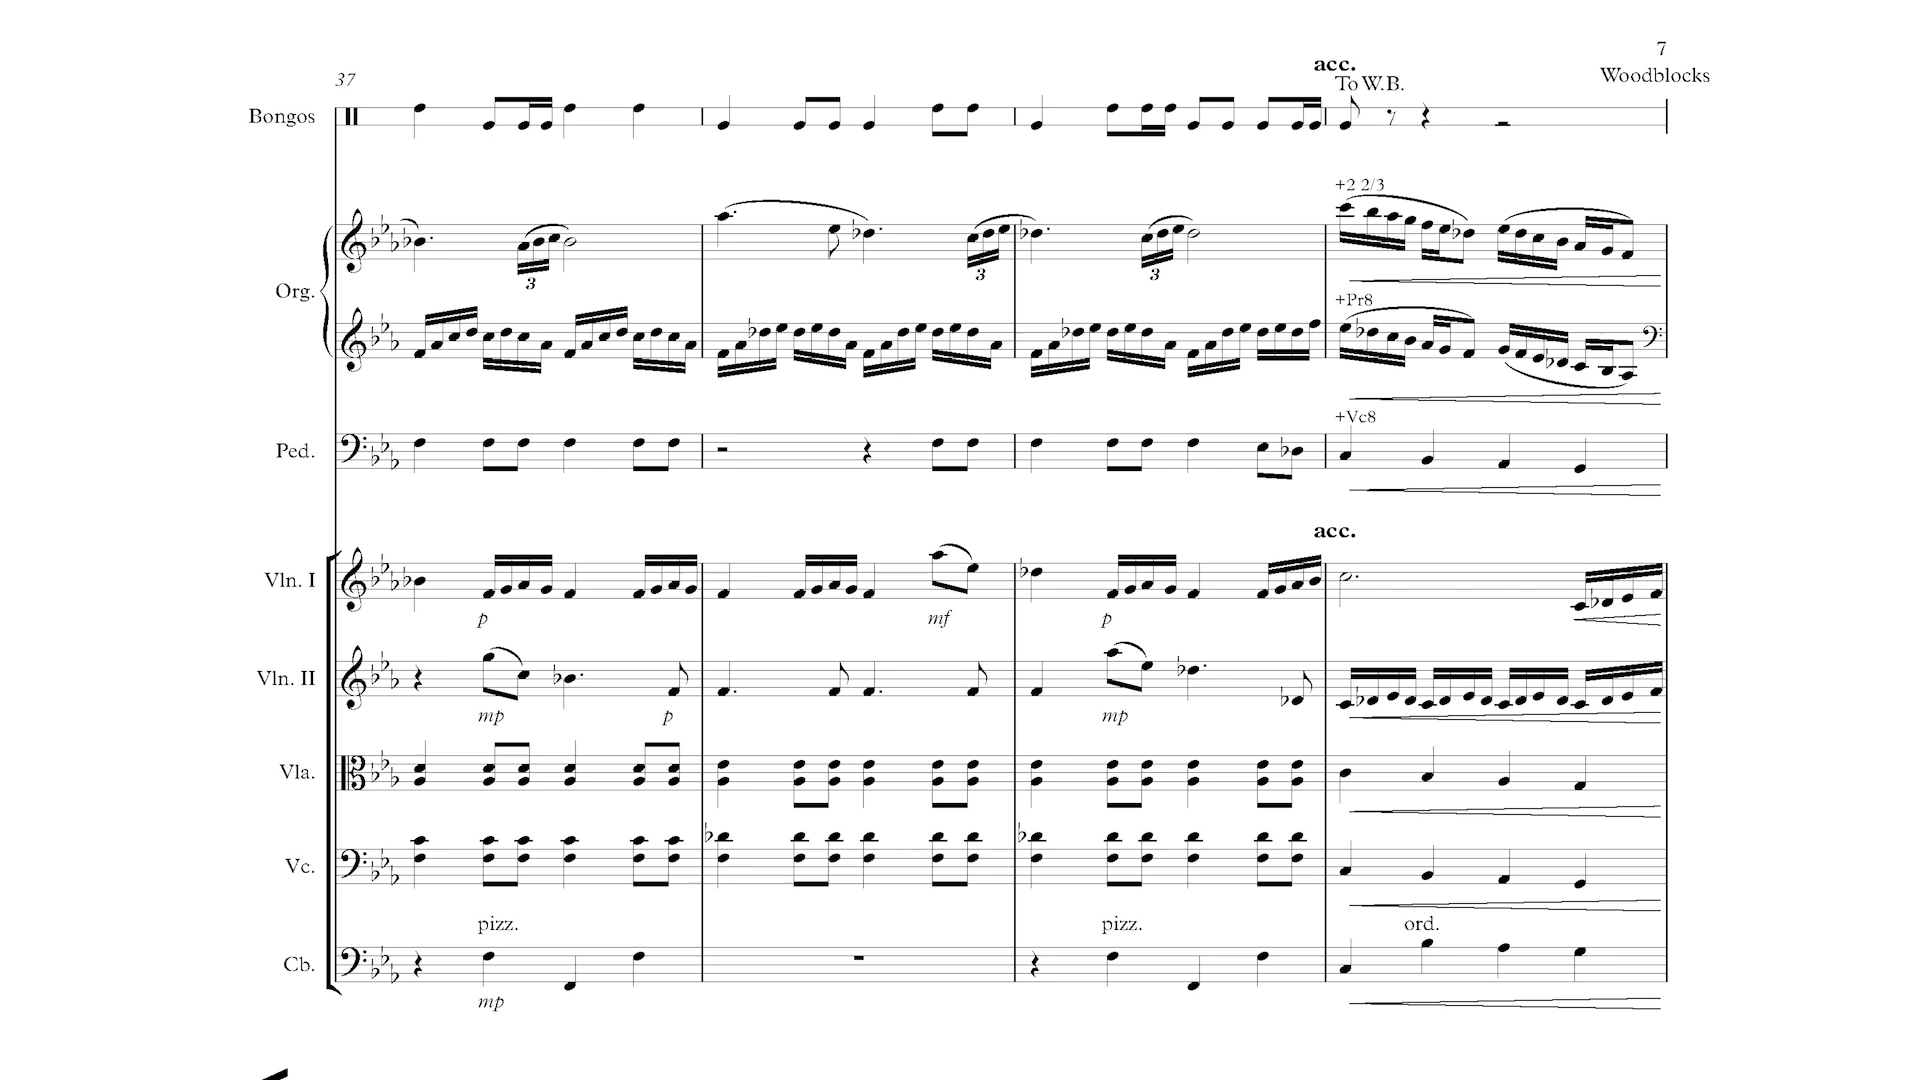 7
acc.
37
To W.B.
Woodblocks
Bongos
+2 2/3
3
3
3
Org.
+Pr8
+Vc8
Ped.
acc.
Vln. I
p
mf
p
Vln. II
mp
p
mp
Vla.
Vc.
pizz.
pizz.
ord.
Cb.
mp